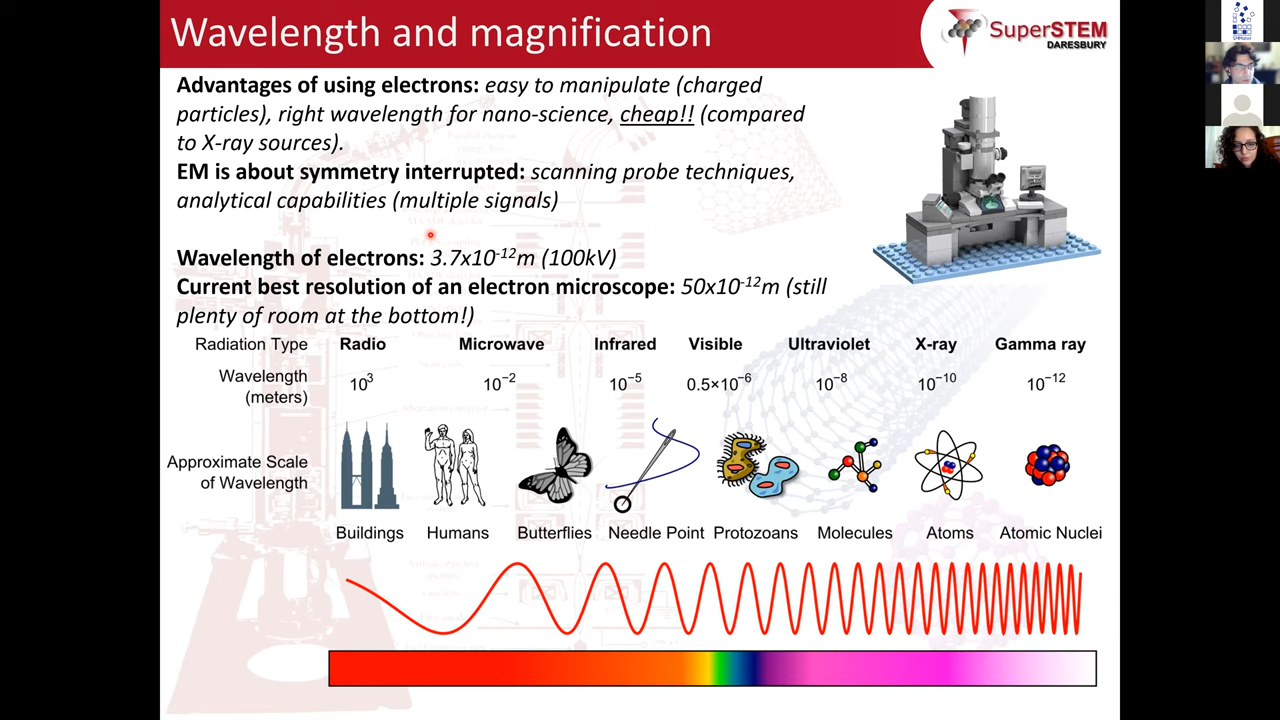 Wavelength and magnification
SuperSTEM
DARESBURY
Advantages of using electrons: easy to manipulate (charged
particles), right wavelength for nano-science, cheap!! (compared
to X-ray sources).
EM is about symmetry interrupted: scanning probe techniques,
analytical capabilities (multiple signals)
Wavelength of electrons: 3.7x10⁻¹²m (100kV)
Current best resolution of an electron microscope: 50x10⁻¹²m (still
plenty of room at the bottom!)
Radiation Type Radio Microwave Infrared Visible Ultraviolet X-ray Gamma ray
Wavelength
(meters) 10³ 10⁻² 10⁻⁵ 0.5×10⁻⁶ 10⁻⁸ 10⁻¹⁰ 10⁻¹²
Approximate Scale
of Wavelength
Buildings Humans Butterflies Needle Point Protozoans Molecules Atoms Atomic Nuclei